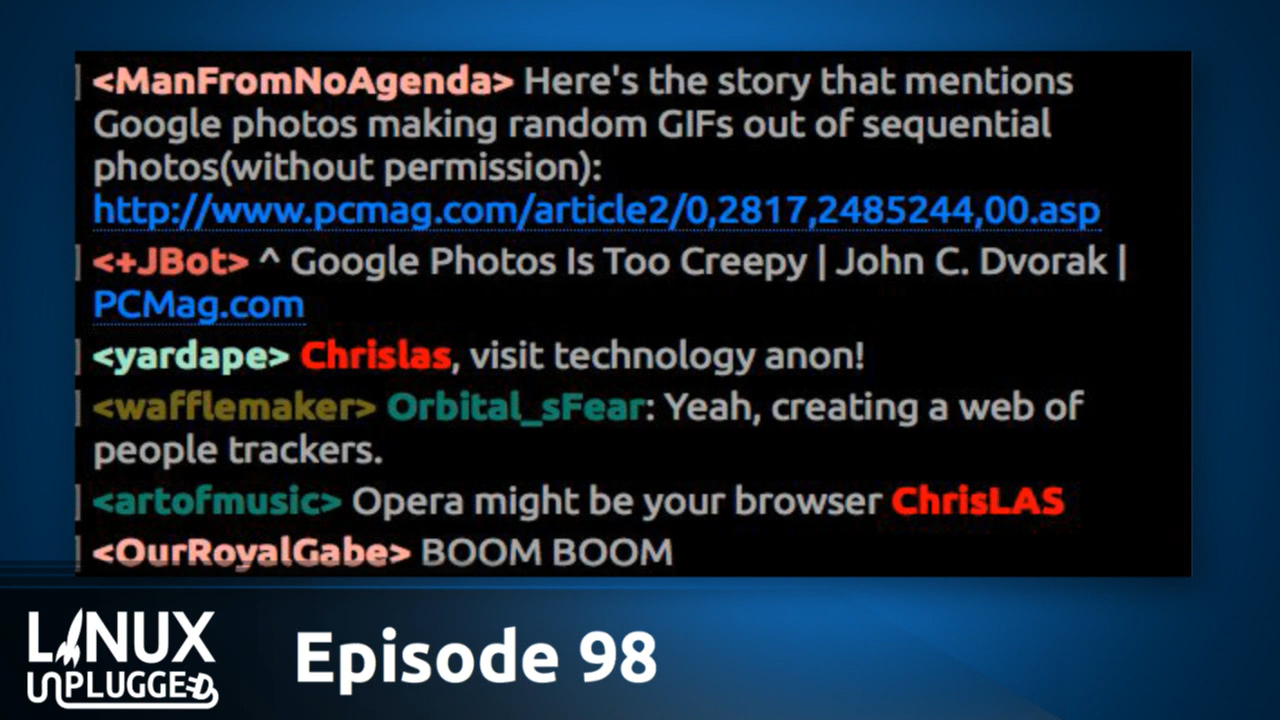 <ManFromNoAgenda> Here's the story that mentions
Google photos making random GIFs out of sequential
photos(without permission):
http://www.pcmag.com/article2/0,2817,2485244,00.asp
<+JBot> ^ Google Photos Is Too Creepy | John C. Dvorak |
PCMag.com
<yardape> Chrislas, visit technology anon!
<wafflemaker> Orbital_sFear: Yeah, creating a web of
people trackers.
<artofmusic> Opera might be your browser ChrisLAS
<OurRoyalGabe> BOOM BOOM
LINUX
UNPLUGGED
Episode 98